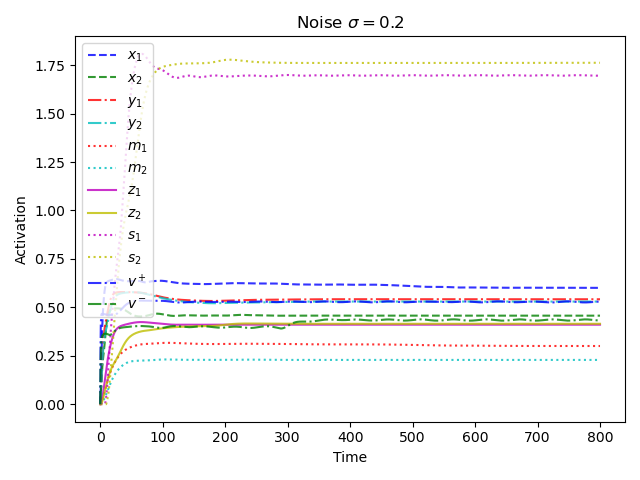 Noise σ = 0.2
Activation
1.75
1.50
1.25
1.00
0.75
0.50
0.25
0.00
x₁
x₂
y₁
y₂
m₁
m₂
z₁
z₂
s₁
s₂
v⁺
v⁻
0 100 200 300 400 500 600 700 800
Time